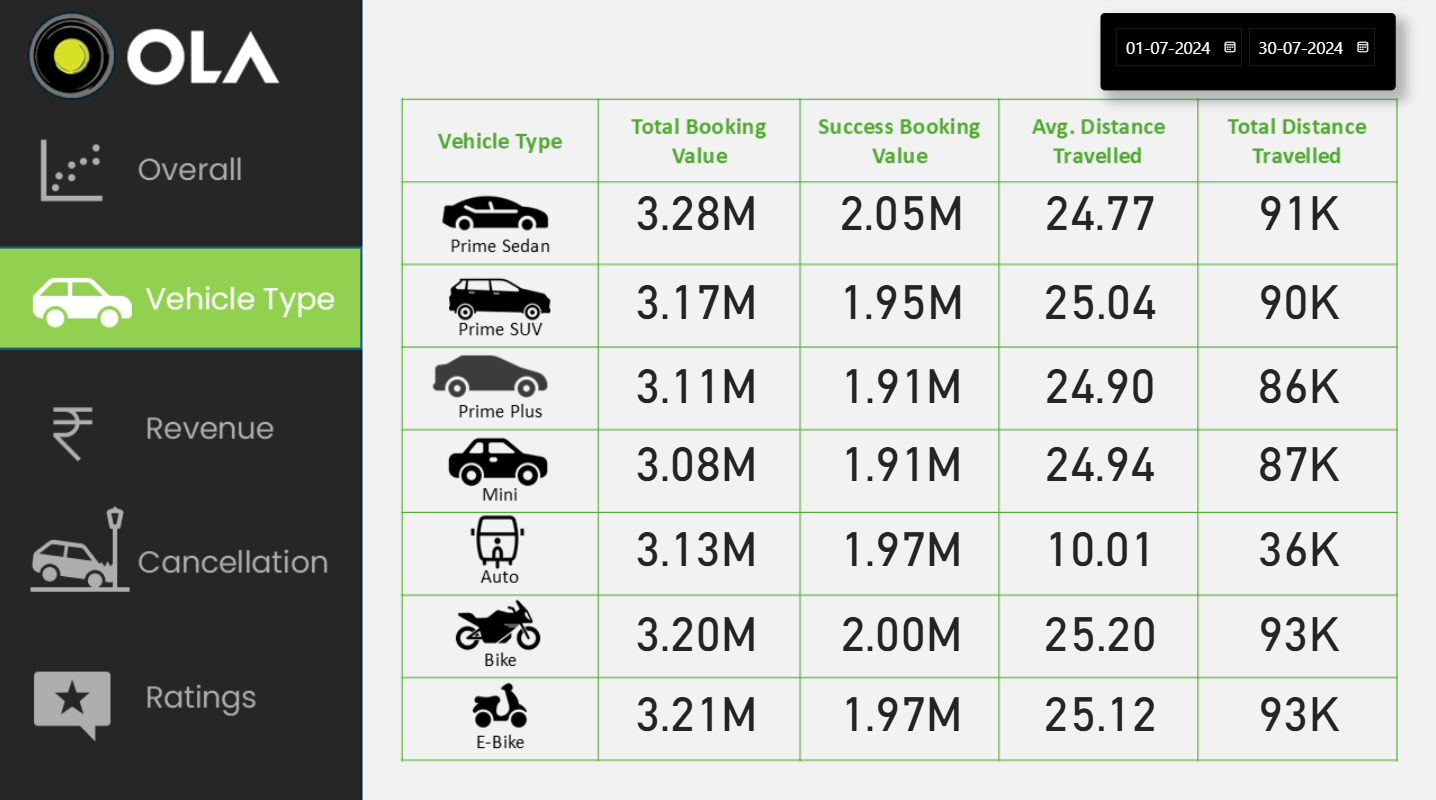 OLA
01-07-2024 30-07-2024
Overall
Vehicle Type
Revenue
Cancellation
Ratings
Vehicle Type Total Booking Value Success Booking Value Avg. Distance Travelled Total Distance Travelled
Prime Sedan 3.28M 2.05M 24.77 91K
Prime SUV 3.17M 1.95M 25.04 90K
Prime Plus 3.11M 1.91M 24.90 86K
Mini 3.08M 1.91M 24.94 87K
Auto 3.13M 1.97M 10.01 36K
Bike 3.20M 2.00M 25.20 93K
E-Bike 3.21M 1.97M 25.12 93K